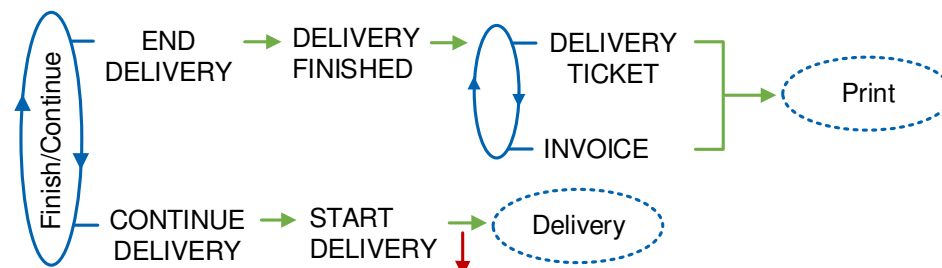 Finish/Continue
END
DELIVERY
DELIVERY
FINISHED
DELIVERY
TICKET
INVOICE
Print
CONTINUE
DELIVERY
START
DELIVERY
Delivery